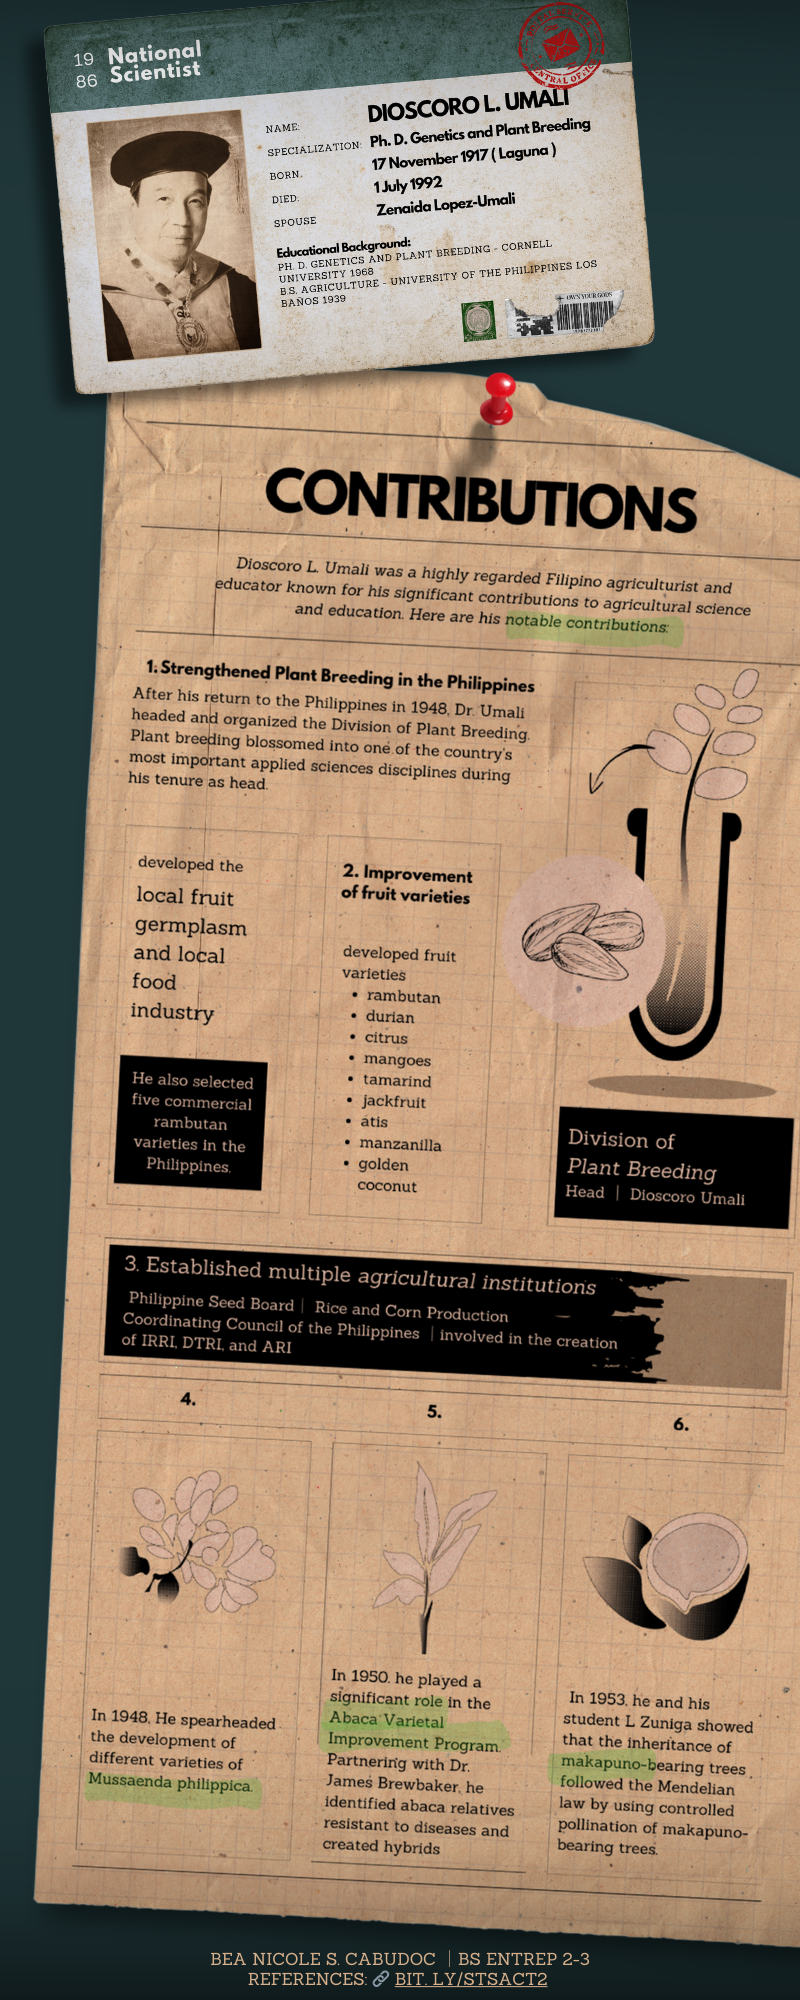 19
86
National
Scientist
NAME:
DIOSCORO L. UMALI
SPECIALIZATION:
Ph. D. Genetics and Plant Breeding
BORN.
17 November 1917 ( Laguna )
DIED.
1 July 1992
SPOUSE
Zenaida Lopez-Umali
Educational Background:
PH. D. GENETICS AND PLANT BREEDING - CORNELL
UNIVERSITY 1968
B.S. AGRICULTURE - UNIVERSITY OF THE PHILIPPINES LOS
BAÑOS 1939
OWN YOUR GODS
CONTRIBUTIONS
Dioscoro L. Umali was a highly regarded Filipino agriculturist and
educator known for his significant contributions to agricultural science
and education. Here are his notable contributions:
1. Strengthened Plant Breeding in the Philippines
After his return to the Philippines in 1948, Dr. Umali
headed and organized the Division of Plant Breeding.
Plant breeding blossomed into one of the country's
most important applied sciences disciplines during
his tenure as head.
developed the
local fruit
germplasm
and local
food
industry
He also selected
five commercial
rambutan
varieties in the
Philippines.
2. Improvement
of fruit varieties
developed fruit
varieties
• rambutan
• durian
• citrus
• mangoes
• tamarind
• jackfruit
• atis
• manzanilla
• golden
coconut
Division of
Plant Breeding
Head | Dioscoro Umali
3. Established multiple agricultural institutions
Philippine Seed Board | Rice and Corn Production
Coordinating Council of the Philippines | involved in the creation
of IRRI, DTRI, and ARI
4.
5.
6.
In 1948, He spearheaded
the development of
different varieties of
Mussaenda philippica.
In 1950, he played a
significant role in the
Abaca Varietal
Improvement Program.
Partnering with Dr.
James Brewbaker, he
identified abaca relatives
resistant to diseases and
created hybrids
In 1953, he and his
student L Zuniga showed
that the inheritance of
makapuno-bearing trees
followed the Mendelian
law by using controlled
pollination of makapuno-
bearing trees.
BEA NICOLE S. CABUDOC | BS ENTREP 2-3
REFERENCES: BIT. LY/STSACT2